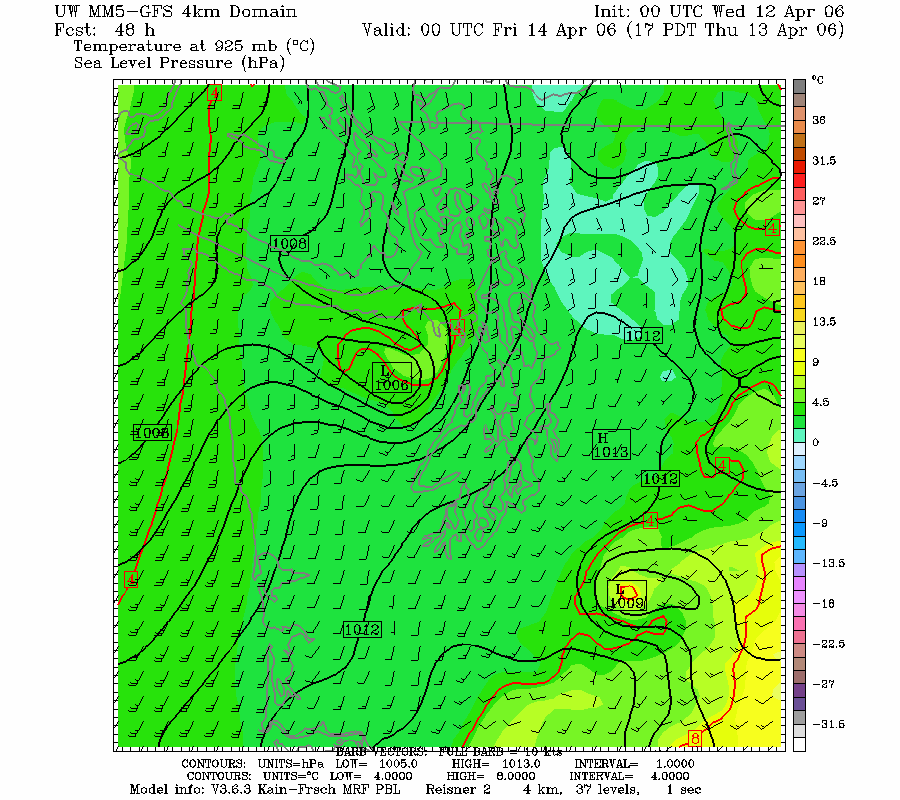 UW MM5-GFS 4km Domain Init: 00 UTC Wed 12 Apr 06
Fcst: 48 h Valid: 00 UTC Fri 14 Apr 06 (17 PDT Thu 13 Apr 06)
Temperature at 925 mb (°C)
Sea Level Pressure (hPa)
°C
4
36
31.5
27
4
22.5
1008
18
13.5
4
1012
9
L
1006
4.5
1006
H
1013
0
4
1012
-4.5
4
-9
-13.5
4
L
1009
-18
1012
-22.5
-27
-31.5
8
BARB VECTORS: FULL BARB = 10 kts
CONTOURS: UNITS=hPa LOW= 1005.0 HIGH= 1013.0 INTERVAL= 1.0000
CONTOURS: UNITS=°C LOW= 4.0000 HIGH= 8.0000 INTERVAL= 4.0000
Model info: V3.6.3 Kain-Frsch MRF PBL Reisner 2 4 km, 37 levels, 1 sec